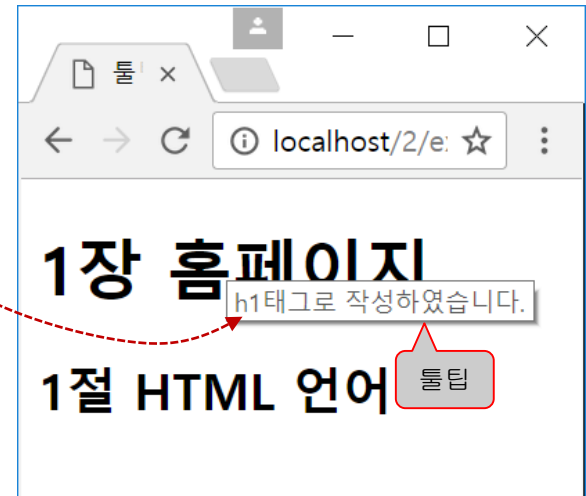 툴
localhost/2/e
1장 홈페이지
h1태그로 작성하였습니다.
1절 HTML 언어
툴팁